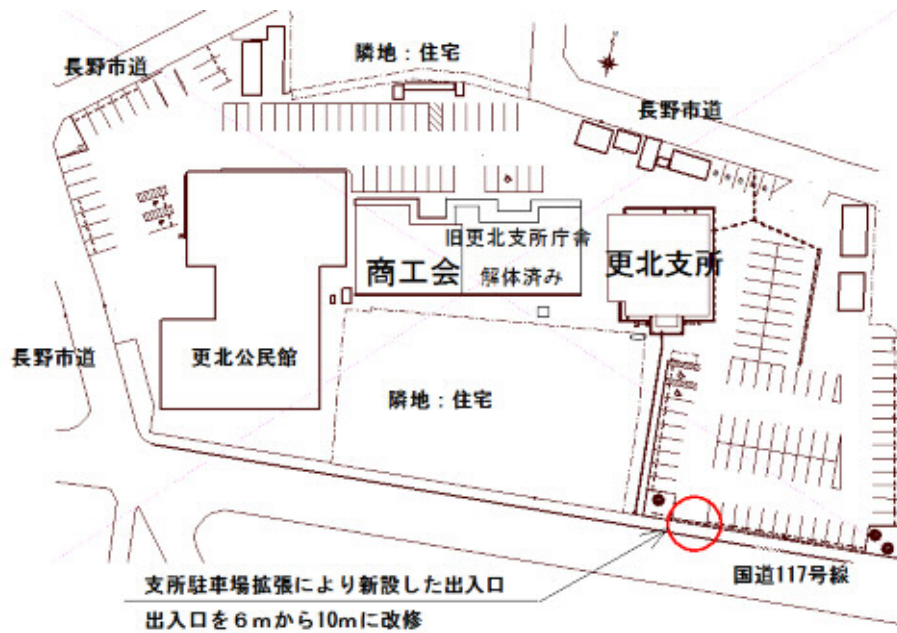 隣地：住宅
長野市道
長野市道
旧更北支所庁舎
商工会
解体済み
更北支所
長野市道
更北公民館
隣地：住宅
国道117号線
支所駐車場拡張により新設した出入口
出入口を６ｍから10ｍに改修